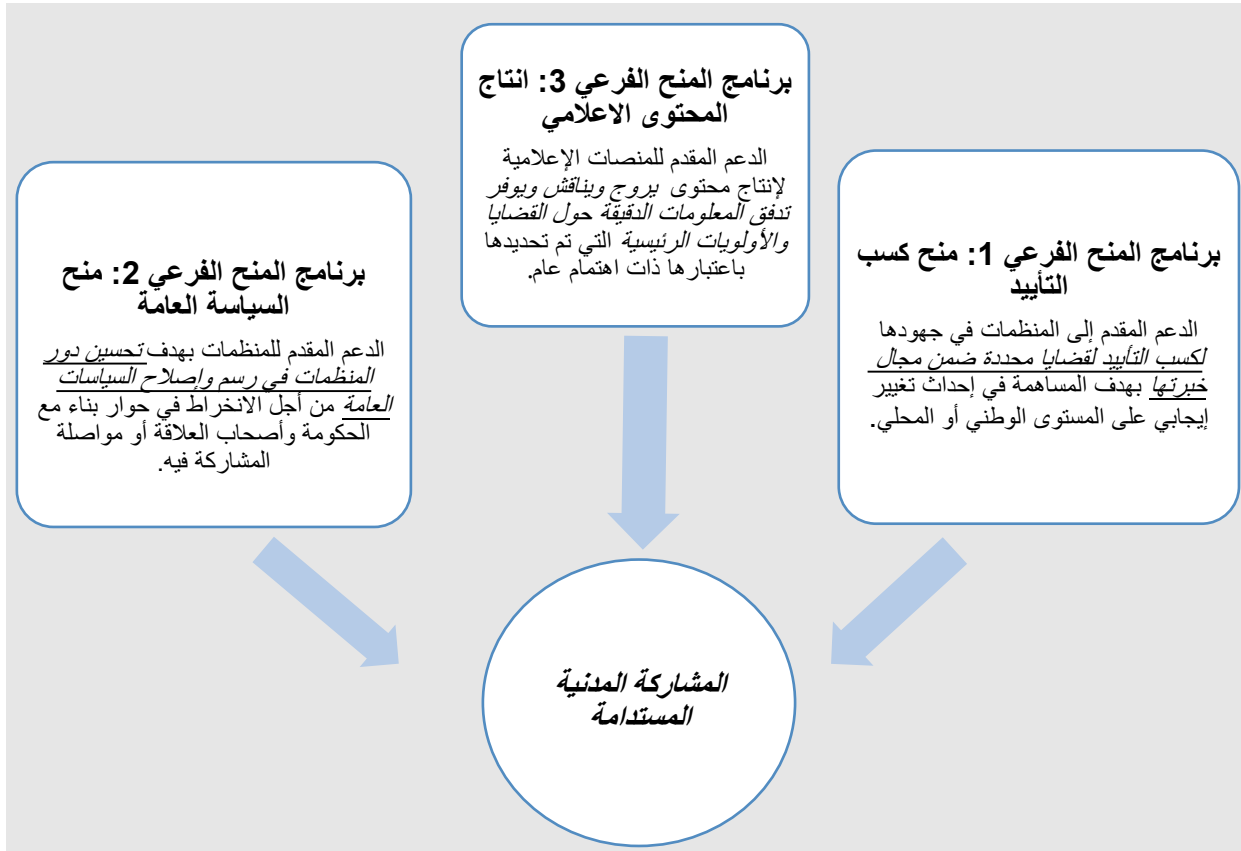 برنامج المنح الفرعي 1: منح كسب
التأييد
الدعم المقدم إلى المنظمات في جهودها
لكسب التأييد لقضايا محددة ضمن مجال
خبرتها بهدف المساهمة في إحداث تغيير
إيجابي على المستوى الوطني أو المحلي.
برنامج المنح الفرعي 3: انتاج
المحتوى الاعلامي
الدعم المقدم للمنصات الإعلامية
لإنتاج محتوى يروج ويناقش ويوفر
تدفق المعلومات الدقيقة حول القضايا
والأولويات الرئيسية التي تم تحديدها
باعتبارها ذات اهتمام عام.
برنامج المنح الفرعي 2: منح
السياسة العامة
الدعم المقدم للمنظمات بهدف تحسين دور
المنظمات في رسم وإصلاح السياسات
العامة من أجل الانخراط في حوار بناء مع
الحكومة وأصحاب العلاقة أو مواصلة
المشاركة فيه.
المشاركة المدنية
المستدامة